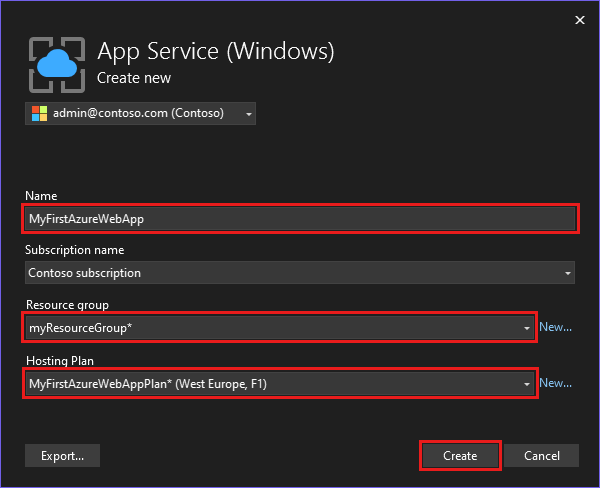 App Service (Windows)
Create new
admin@contoso.com (Contoso)
Name
MyFirstAzureWebApp
Subscription name
Contoso subscription
Resource group
myResourceGroup*
New...
Hosting Plan
MyFirstAzureWebAppPlan* (West Europe, F1)
New...
Export...
Create
Cancel